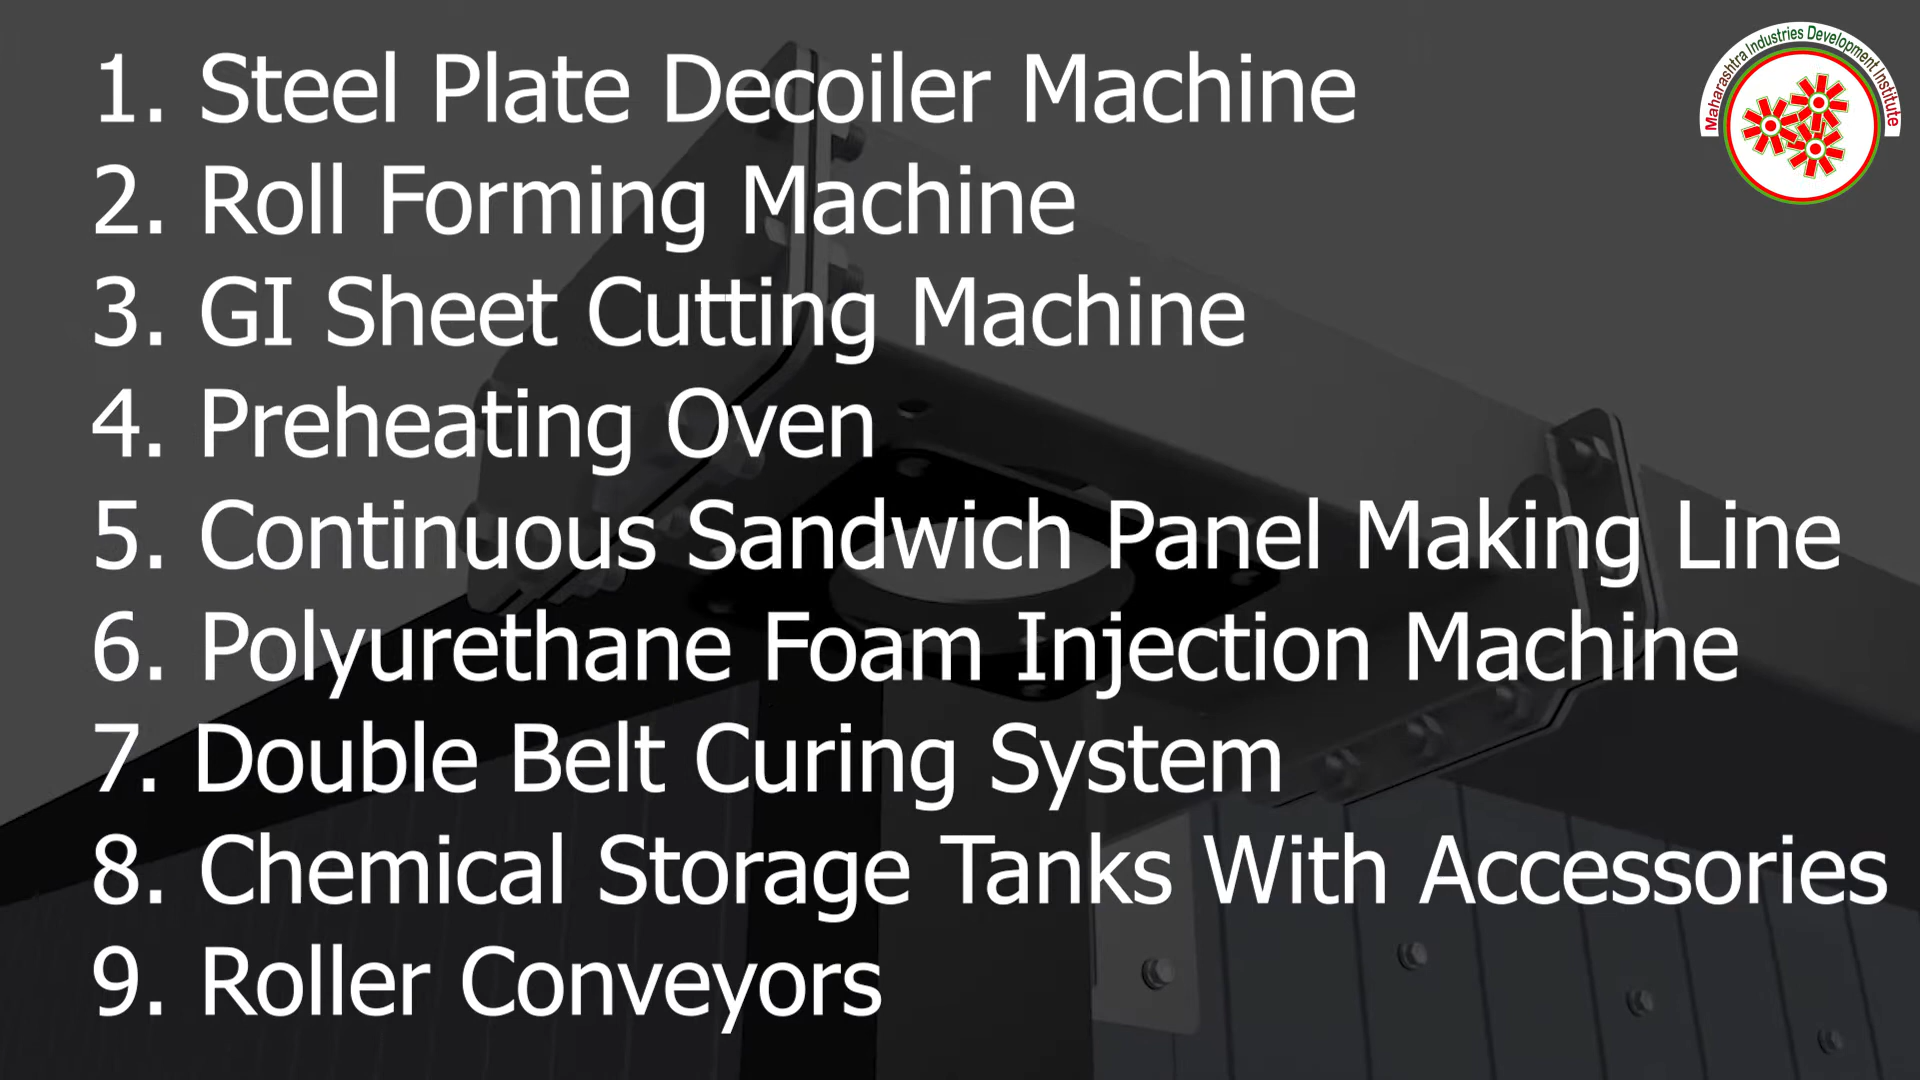 1. Steel Plate Decoiler Machine
2. Roll Forming Machine
3. GI Sheet Cutting Machine
4. Preheating Oven
5. Continuous Sandwich Panel Making Line
6. Polyurethane Foam Injection Machine
7. Double Belt Curing System
8. Chemical Storage Tanks With Accessories
9. Roller Conveyors
Maharashtra Industries Development Institute